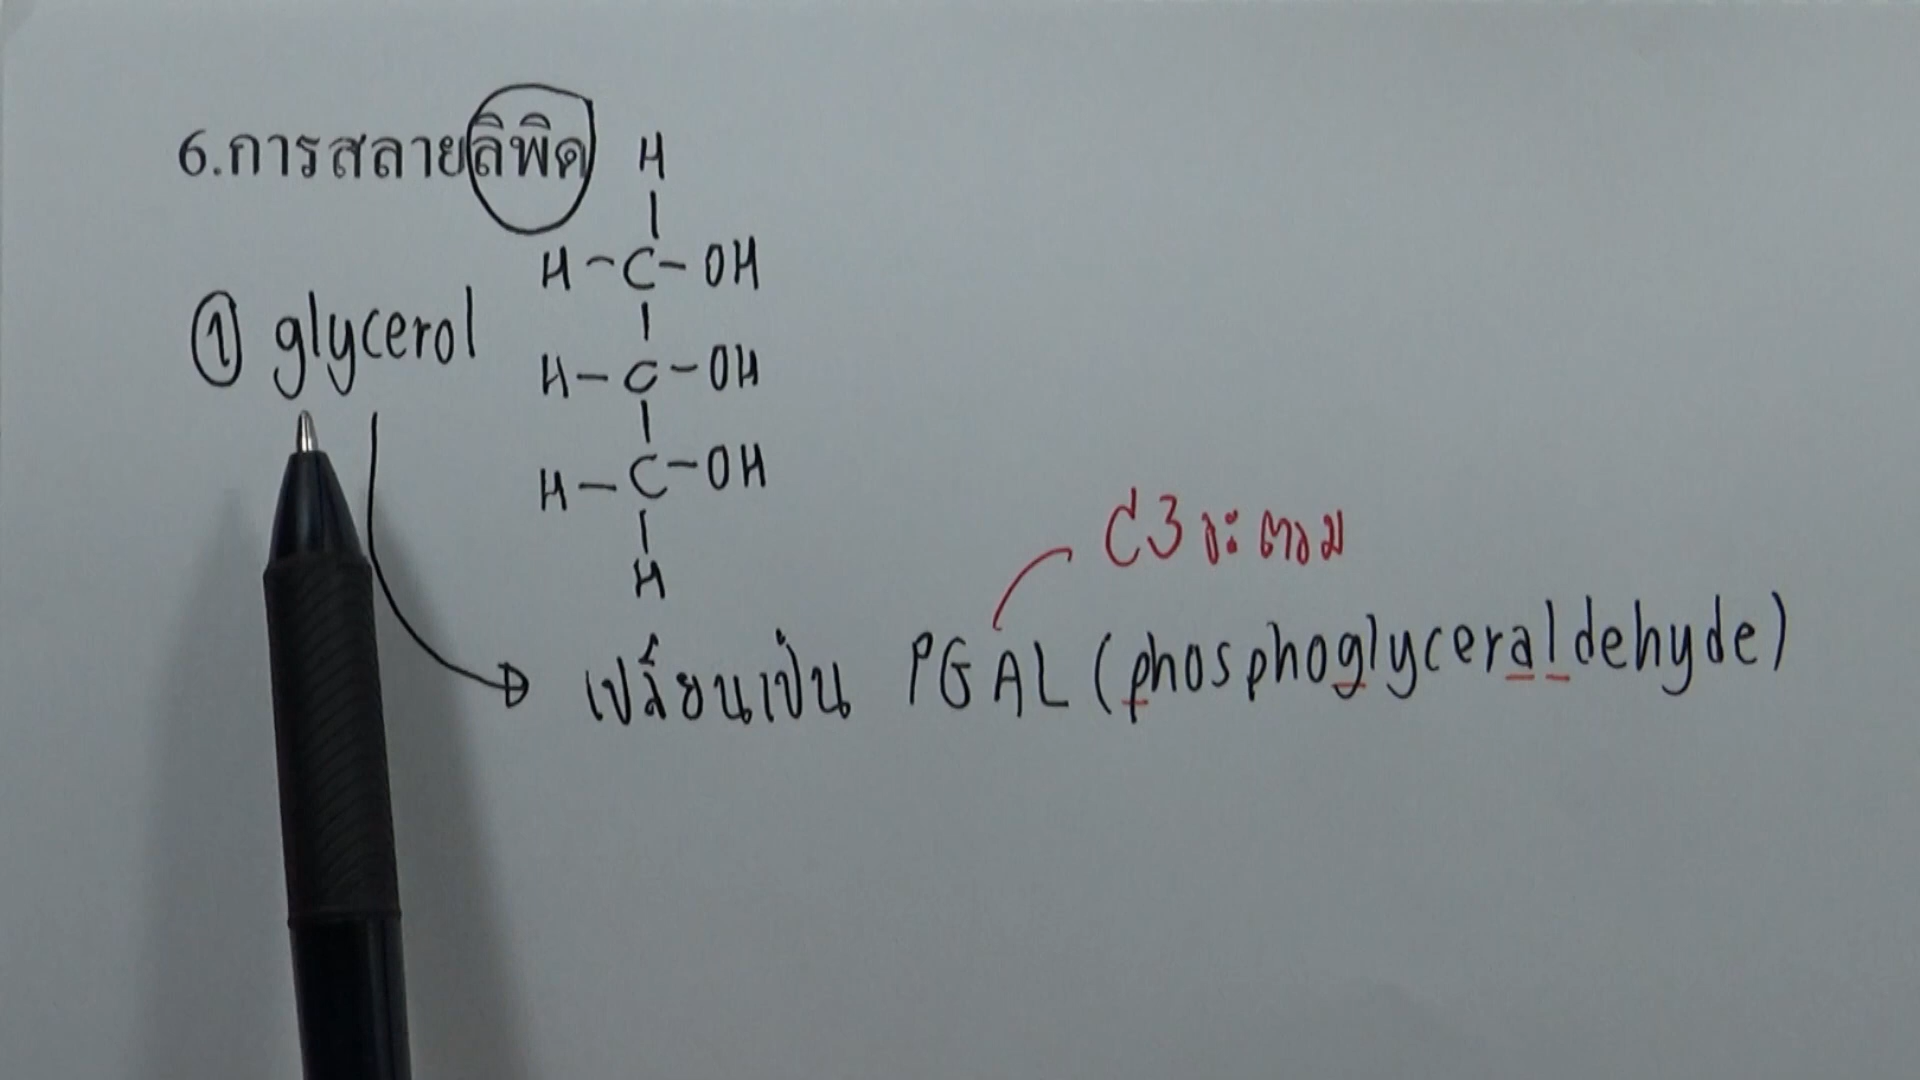 6.การสลายลิพิด
① glycerol
H
H-C-OH
H-C-OH
H-C-OH
H
C 3 อะตอม
เปลี่ยนเป็น PGAL (phosphoglyceraldehyde)